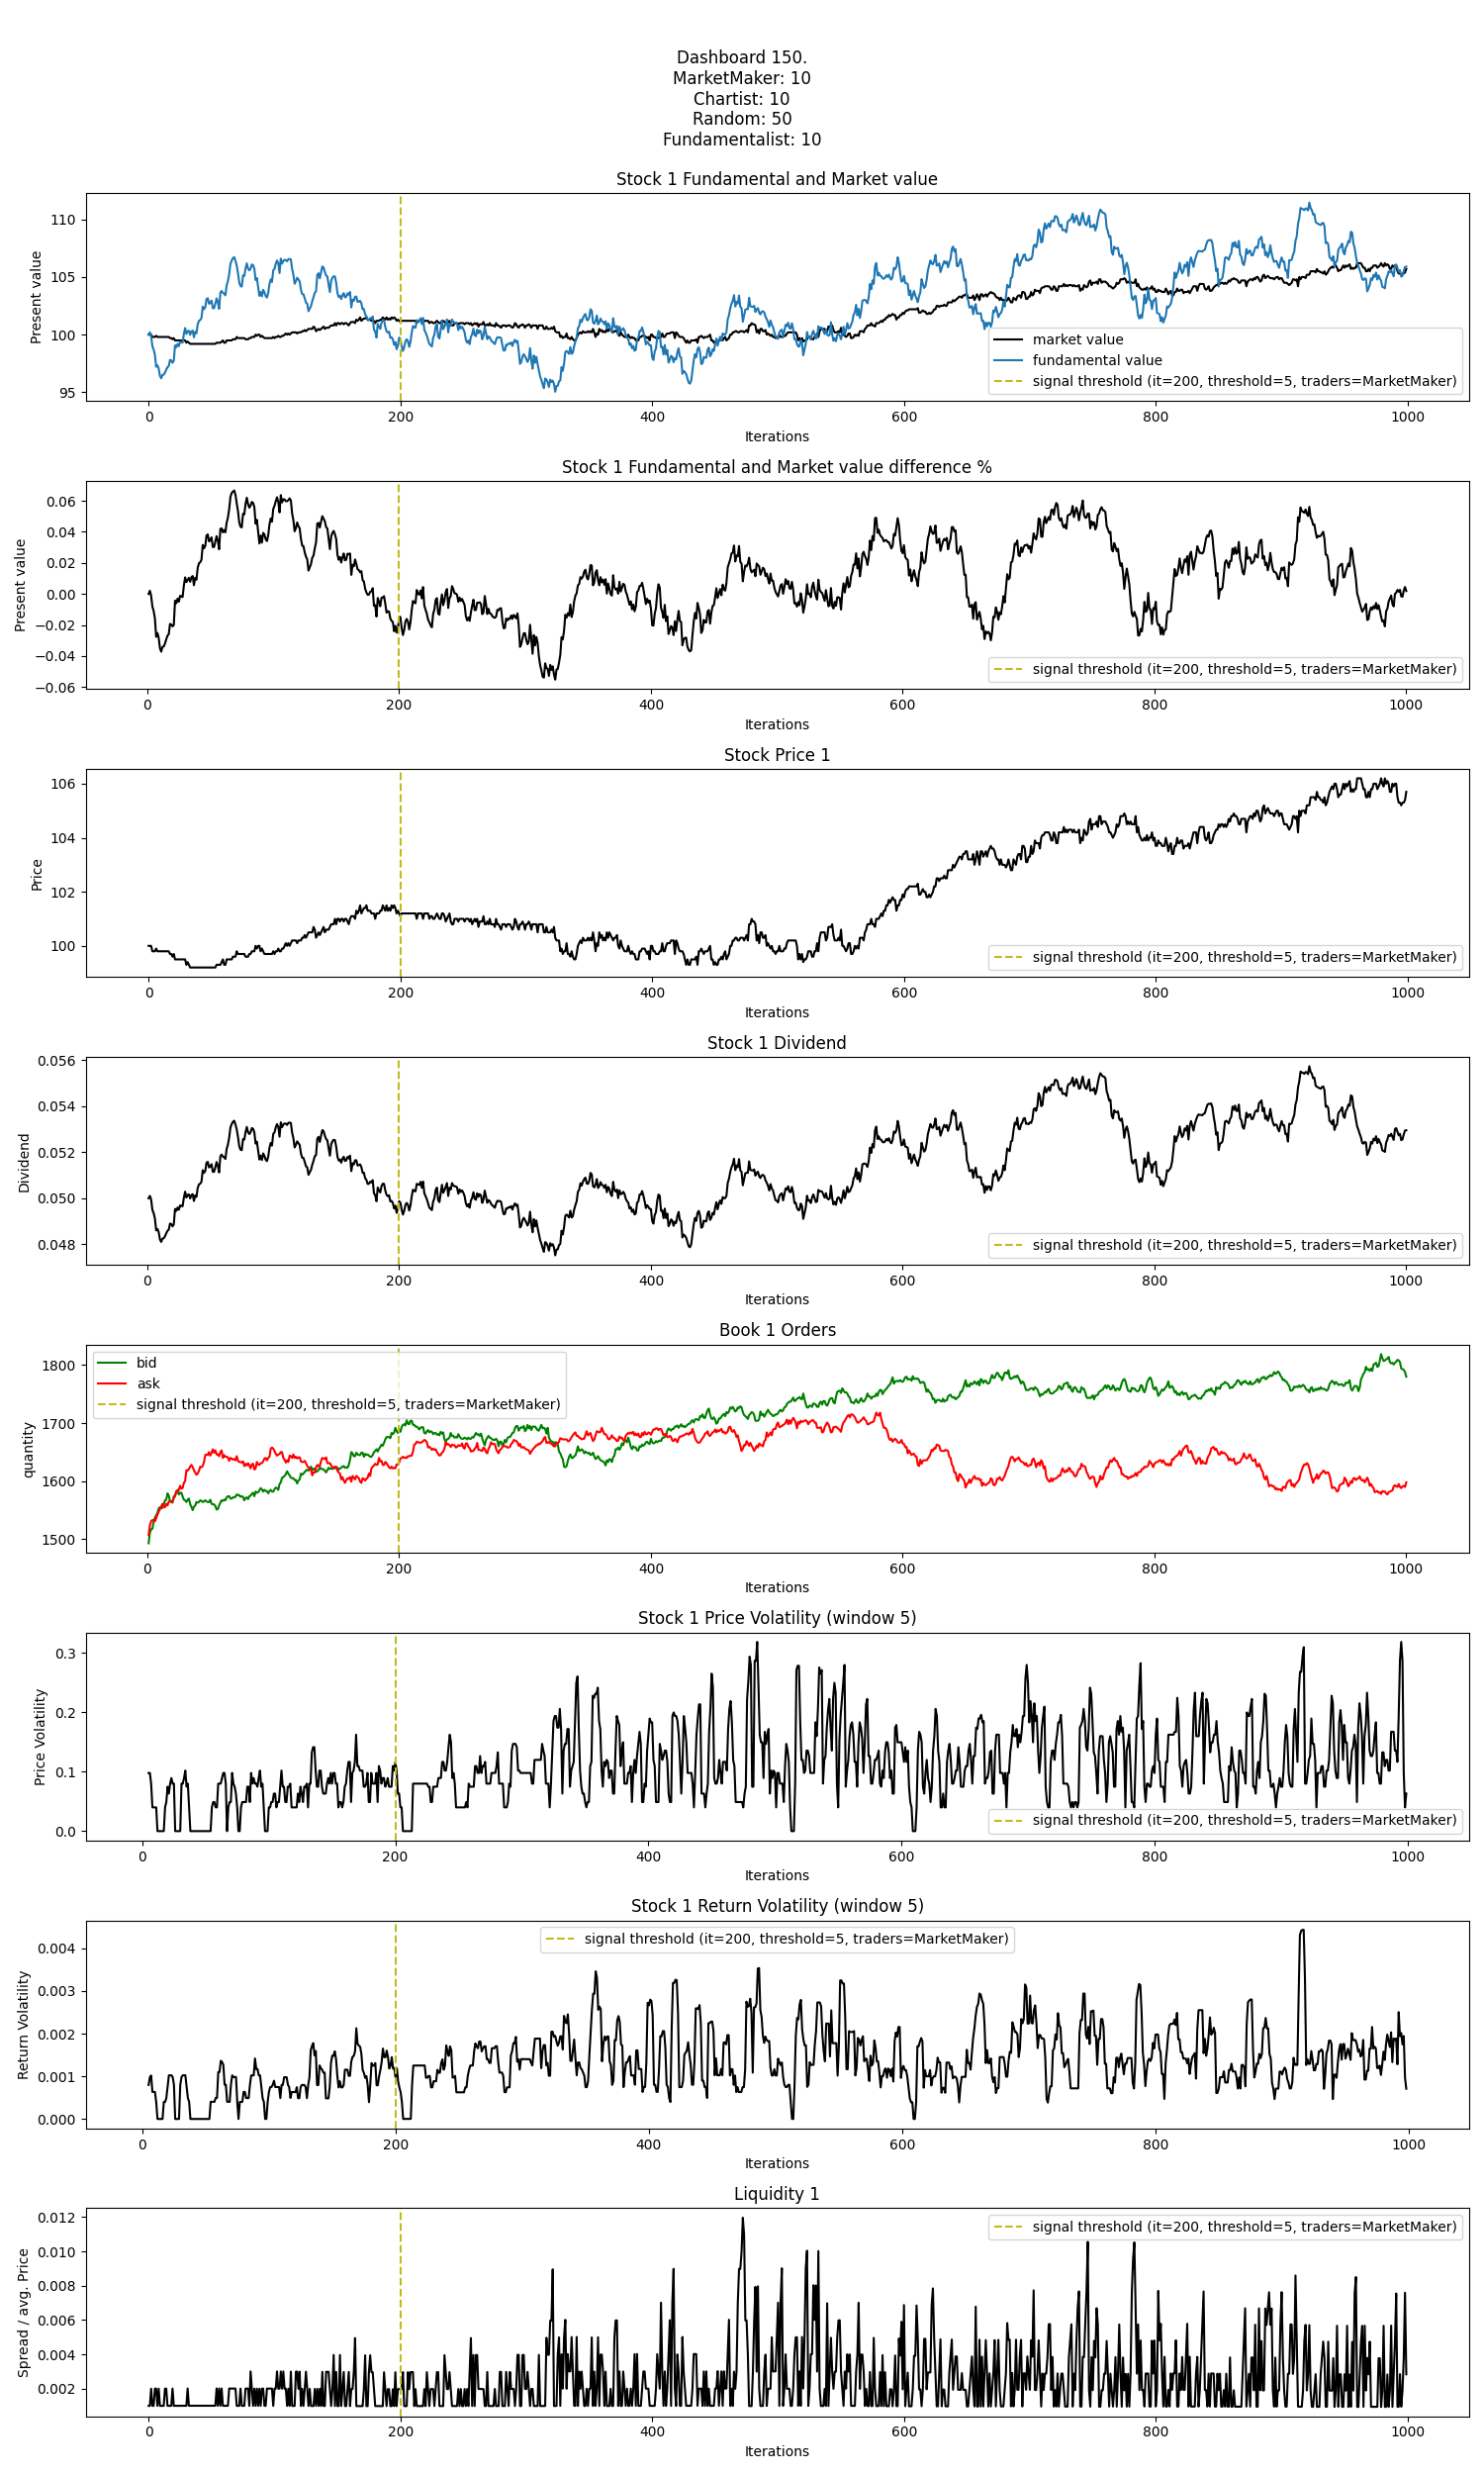 Dashboard 150.
MarketMaker: 10
Chartist: 10
Random: 50
Fundamentalist: 10
Stock 1 Fundamental and Market value
Present value
110
105
100
95
market value
fundamental value
signal threshold (it=200, threshold=5, traders=MarketMaker)
0 200 400 600 800 1000
Iterations
Stock 1 Fundamental and Market value difference %
Present value
0.06
0.04
0.02
0.00
−0.02
−0.04
−0.06
signal threshold (it=200, threshold=5, traders=MarketMaker)
0 200 400 600 800 1000
Iterations
Stock Price 1
Price
106
104
102
100
signal threshold (it=200, threshold=5, traders=MarketMaker)
0 200 400 600 800 1000
Iterations
Stock 1 Dividend
Dividend
0.056
0.054
0.052
0.050
0.048
signal threshold (it=200, threshold=5, traders=MarketMaker)
0 200 400 600 800 1000
Iterations
Book 1 Orders
quantity
1800
1700
1600
1500
bid
ask
signal threshold (it=200, threshold=5, traders=MarketMaker)
0 200 400 600 800 1000
Iterations
Stock 1 Price Volatility (window 5)
Price Volatility
0.3
0.2
0.1
0.0
signal threshold (it=200, threshold=5, traders=MarketMaker)
0 200 400 600 800 1000
Iterations
Stock 1 Return Volatility (window 5)
Return Volatility
0.004
0.003
0.002
0.001
0.000
signal threshold (it=200, threshold=5, traders=MarketMaker)
0 200 400 600 800 1000
Iterations
Liquidity 1
Spread / avg. Price
0.012
0.010
0.008
0.006
0.004
0.002
signal threshold (it=200, threshold=5, traders=MarketMaker)
0 200 400 600 800 1000
Iterations